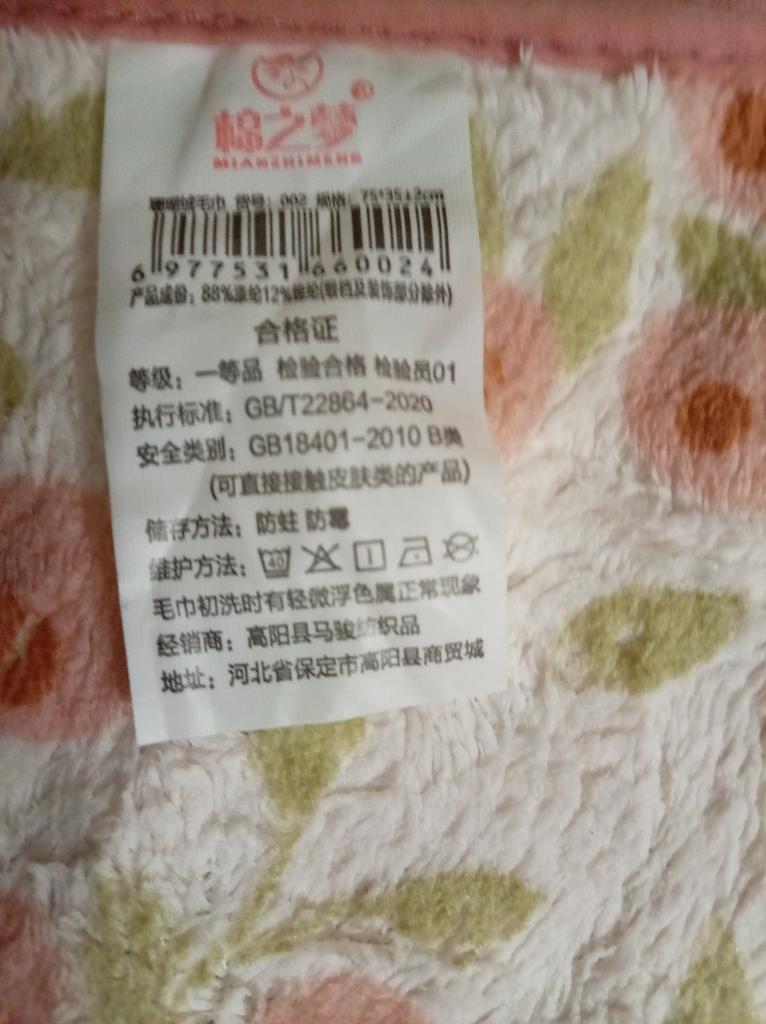 棉之梦®
MIANZHIMENG
珊瑚绒毛巾 货号：002 规格：75*35±2cm
6 977531 660024
产品成份：88%涤纶12%锦纶(缎档及装饰部分除外)
合格证
等级：一等品 检验合格 检验员01
执行标准：GB/T22864-2020
安全类别：GB18401-2010 B类
(可直接接触皮肤类的产品)
储存方法：防蛀 防霉
维护方法：40
毛巾初洗时有轻微浮色属正常现象
经销商：高阳县马骏纺织品
地址：河北省保定市高阳县商贸城